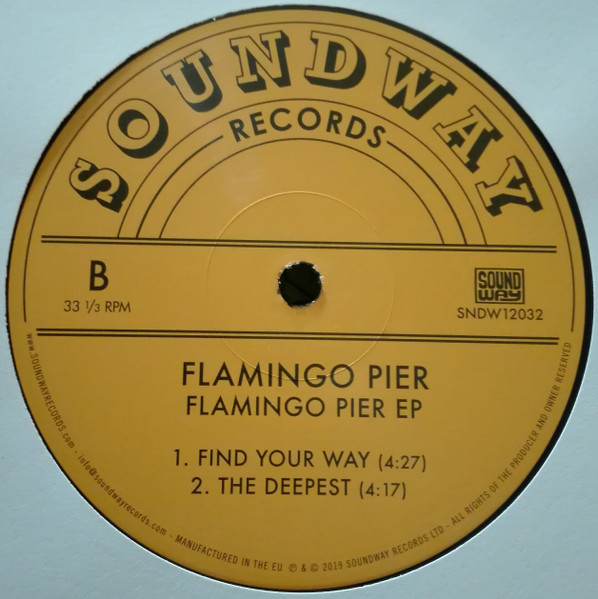 SOUNDWAY
RECORDS
B
33 1/3 RPM
SOUND
WAY
SNDW12032
FLAMINGO PIER
FLAMINGO PIER EP
1. FIND YOUR WAY (4:27)
2. THE DEEPEST (4:17)
www.SOUNDWAYRECORDS.com - info@soundwayrecords.com - MANUFACTURED IN THE EU ℗ & © 2019 SOUNDWAY RECORDS LTD - ALL RIGHTS OF THE PRODUCER AND OWNER RESERVED